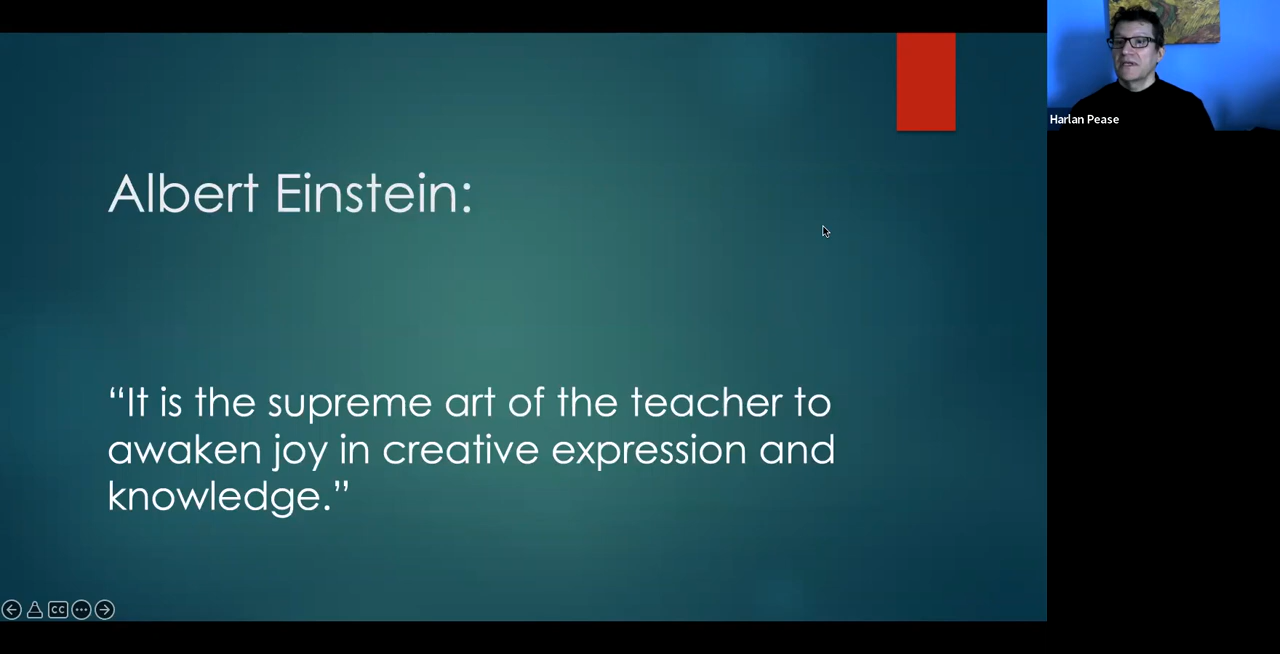 Harlan Pease
Albert Einstein:
“It is the supreme art of the teacher to
awaken joy in creative expression and
knowledge.”
CC